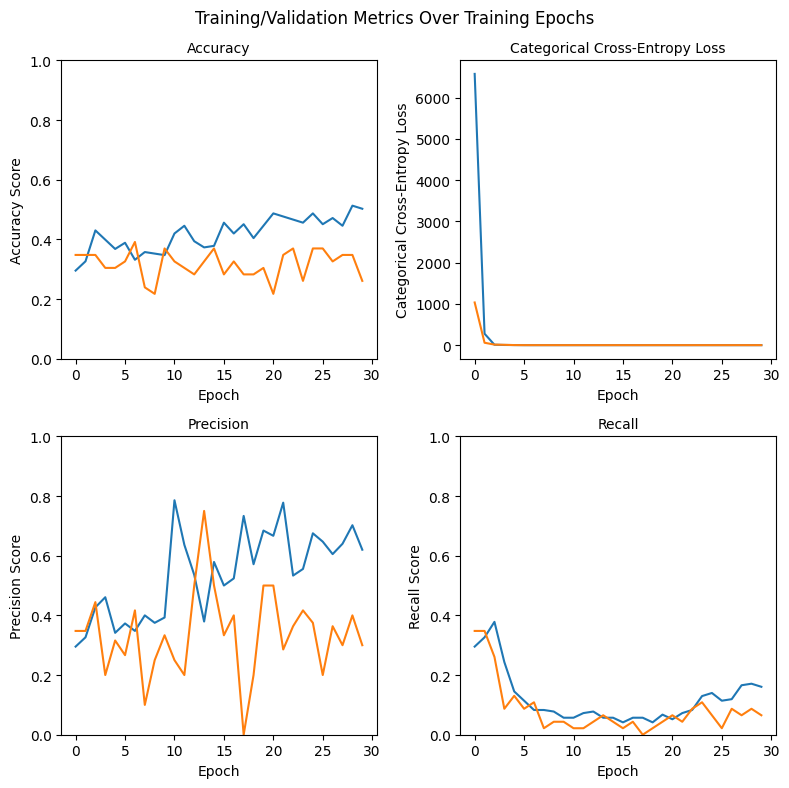 Training/Validation Metrics Over Training Epochs
Accuracy
Accuracy Score
1.0
0.8
0.6
0.4
0.2
0.0
0 5 10 15 20 25 30
Epoch
Categorical Cross-Entropy Loss
Categorical Cross-Entropy Loss
6000
5000
4000
3000
2000
1000
0
0 5 10 15 20 25 30
Epoch
Precision
Precision Score
1.0
0.8
0.6
0.4
0.2
0.0
0 5 10 15 20 25 30
Epoch
Recall
Recall Score
1.0
0.8
0.6
0.4
0.2
0.0
0 5 10 15 20 25 30
Epoch